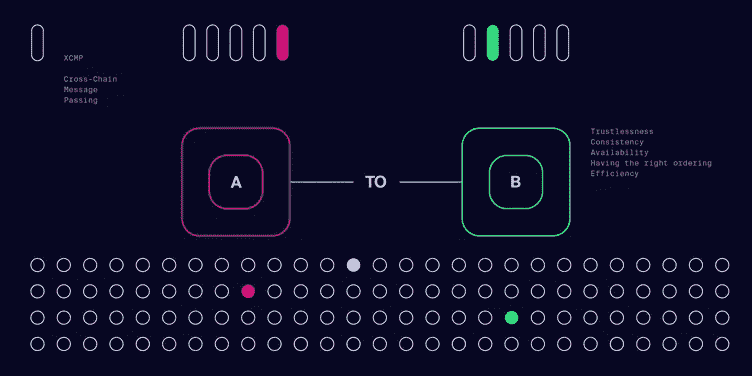 XCMP
Cross-Chain
Message
Passing
A
TO
B
Trustlessness
Consistency
Availability
Having the right ordering
Efficiency